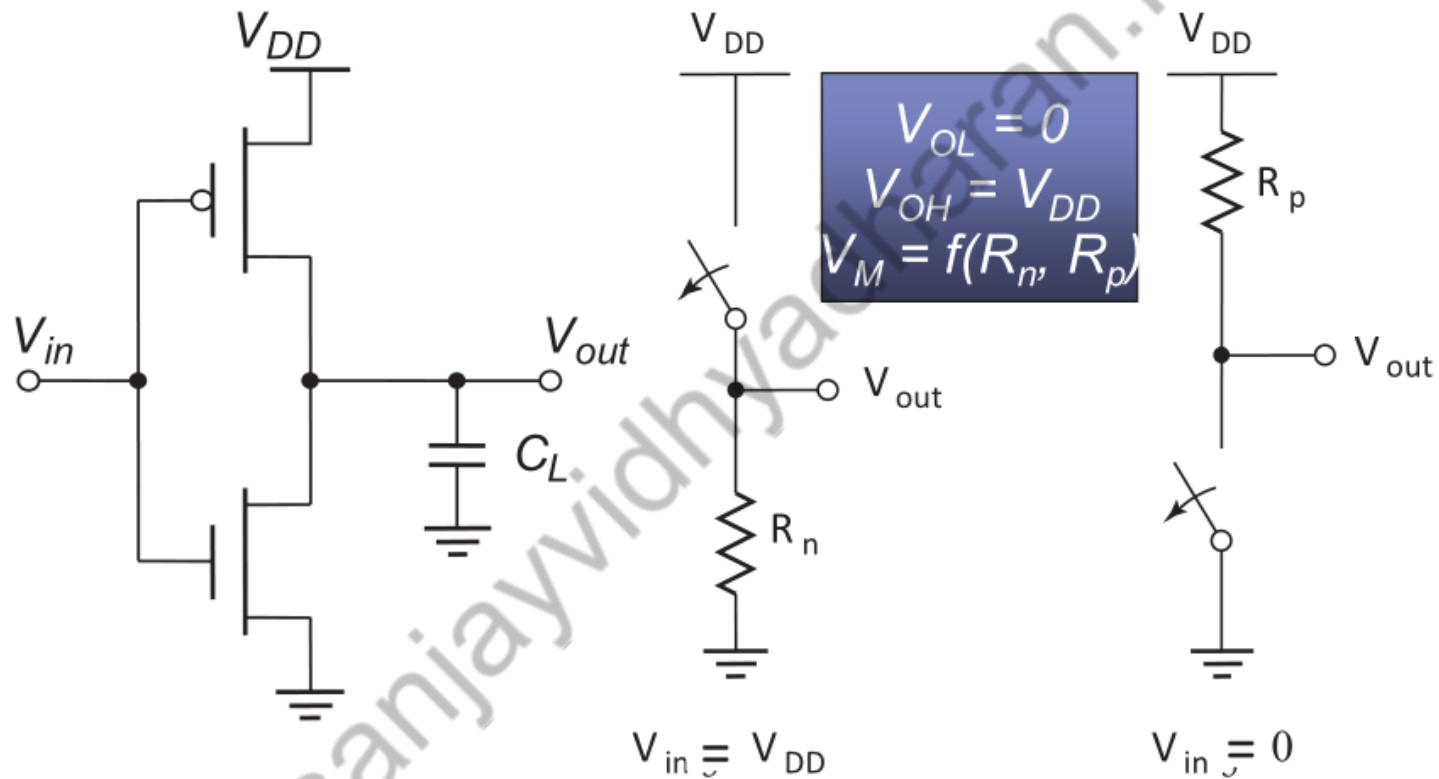 V_DD
V_in
V_out
C_L
V_DD
V_OL = 0
V_OH = V_DD
V_M = f(R_n, R_p)
V_out
R_n
V_in = V_DD
V_DD
R_p
V_out
V_in = 0